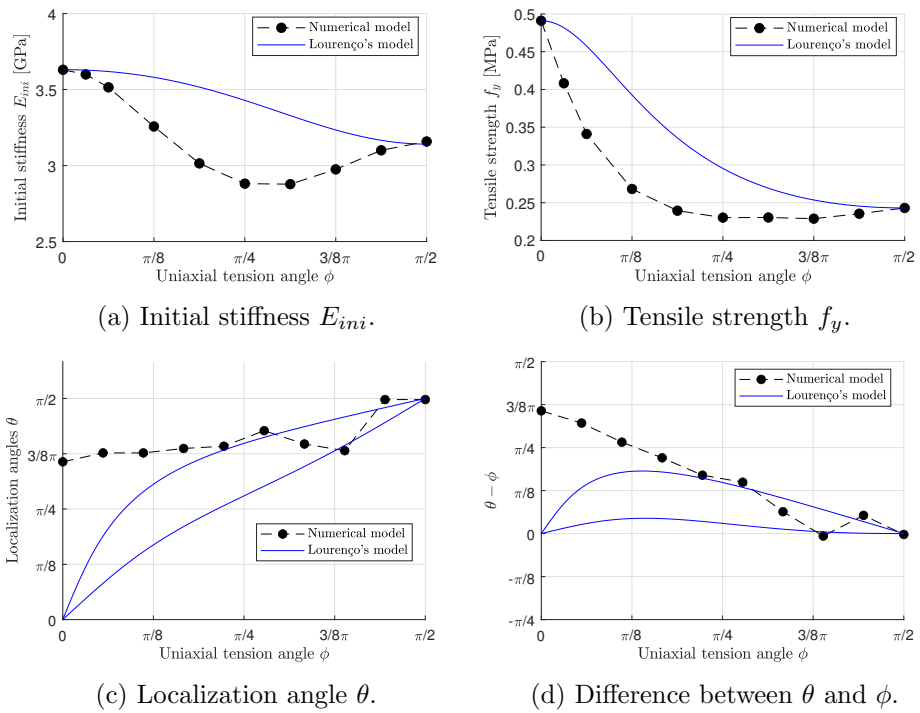 4
3.5
3
2.5
Initial stiffness E_ini [GPa]
Numerical model
Lourenço's model
0
π/8
π/4
3/8π
π/2
Uniaxial tension angle ϕ
(a) Initial stiffness E_ini.
0.5
0.45
0.4
0.35
0.3
0.25
0.2
Tensile strength f_y [MPa]
Numerical model
Lourenço's model
0
π/8
π/4
3/8π
π/2
Uniaxial tension angle ϕ
(b) Tensile strength f_y.
π/2
3/8π
π/4
π/8
0
Localization angles θ
Numerical model
Lourenço's model
0
π/8
π/4
3/8π
π/2
Uniaxial tension angle ϕ
(c) Localization angle θ.
π/2
3/8π
π/4
π/8
0
-π/8
-π/4
θ − ϕ
Numerical model
Lourenço's model
0
π/8
π/4
3/8π
π/2
Uniaxial tension angle ϕ
(d) Difference between θ and ϕ.